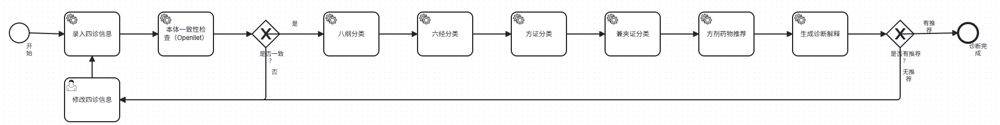 开
始
录入四诊信息
本体一致性检
查（Openllet）
是否一致
？
是
否
八纲分类
六经分类
方证分类
兼夹证分类
方剂药物推荐
生成诊断解释
是否有推荐
？
有推
荐
无推
荐
诊断完
成
修改四诊信息